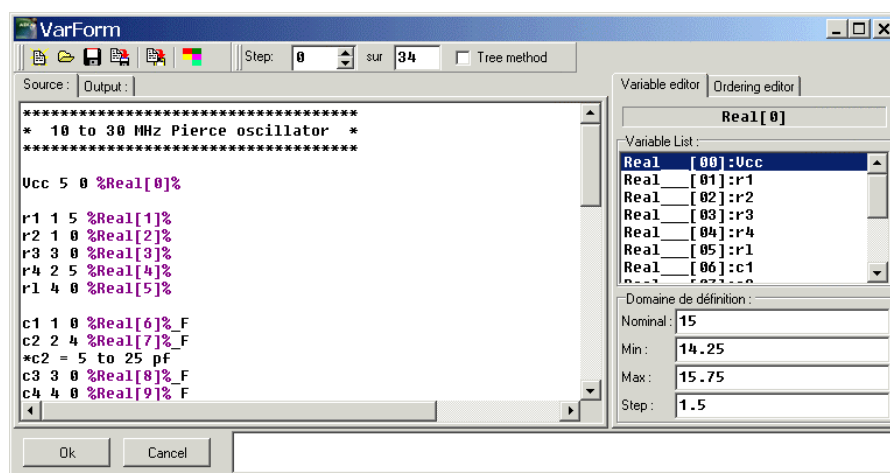 VarForm
Step: 0 sur 34 Tree method
Source : Output :
***********************************
* 10 to 30 MHz Pierce oscillator *
***********************************
Vcc 5 0 %Real[0]%
r1 1 5 %Real[1]%
r2 1 0 %Real[2]%
r3 3 0 %Real[3]%
r4 2 5 %Real[4]%
rl 4 0 %Real[5]%
c1 1 0 %Real[6]%_F
c2 2 4 %Real[7]%_F
*c2 = 5 to 25 pf
c3 3 0 %Real[8]%_F
c4 4 0 %Real[9]%_F
Variable editor Ordering editor
Real[0]
Variable List :
Real___[00]:Vcc
Real___[01]:r1
Real___[02]:r2
Real___[03]:r3
Real___[04]:r4
Real___[05]:rl
Real___[06]:c1
Domaine de définition :
Nominal : 15
Min : 14.25
Max : 15.75
Step : 1.5
Ok Cancel